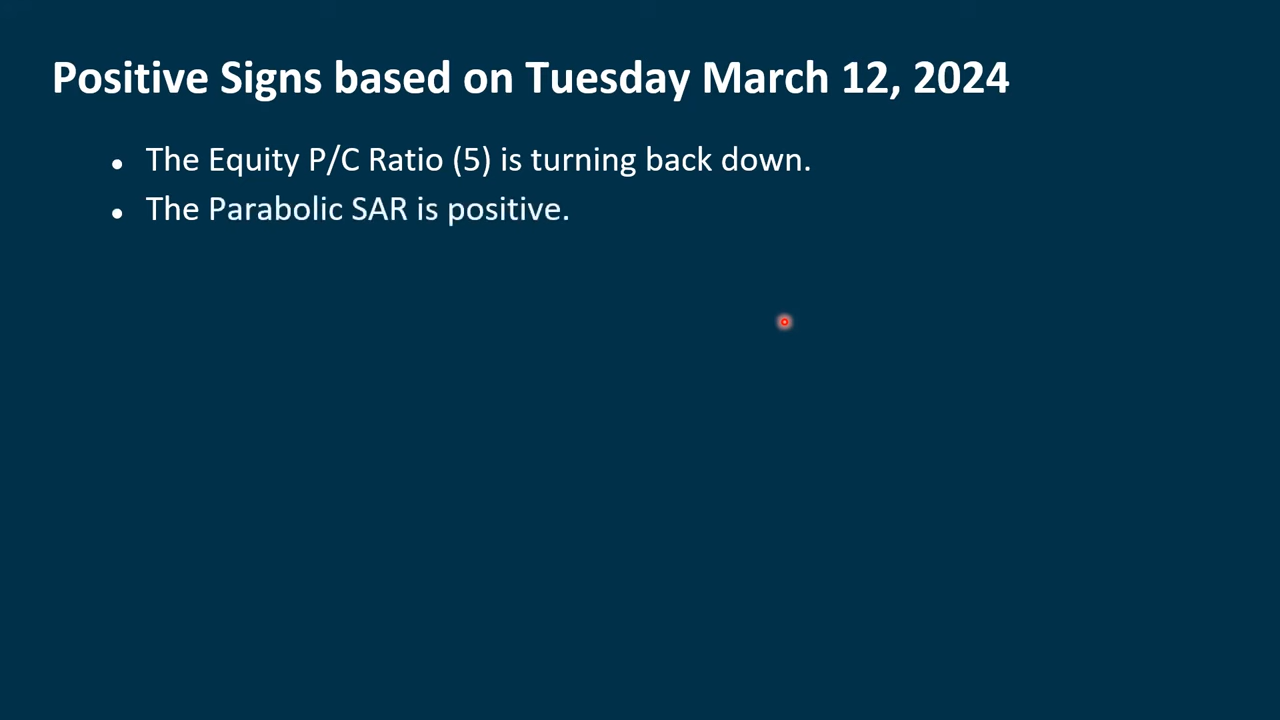 Positive Signs based on Tuesday March 12, 2024
• The Equity P/C Ratio (5) is turning back down.
• The Parabolic SAR is positive.